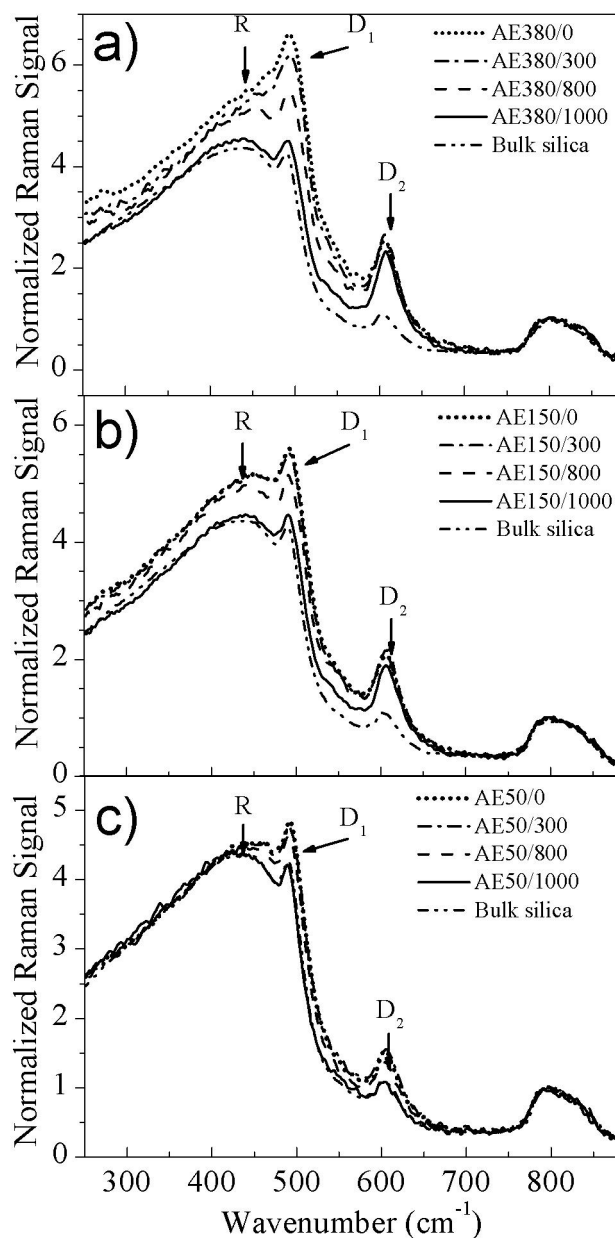 a)
R
D₁
D₂
AE380/0
AE380/300
AE380/800
AE380/1000
Bulk silica
Normalized Raman Signal
6
4
2
0
b)
R
D₁
D₂
AE150/0
AE150/300
AE150/800
AE150/1000
Bulk silica
Normalized Raman Signal
6
4
2
0
c)
R
D₁
D₂
AE50/0
AE50/300
AE50/800
AE50/1000
Bulk silica
Normalized Raman Signal
5
4
3
2
1
0
300 400 500 600 700 800
Wavenumber (cm⁻¹)